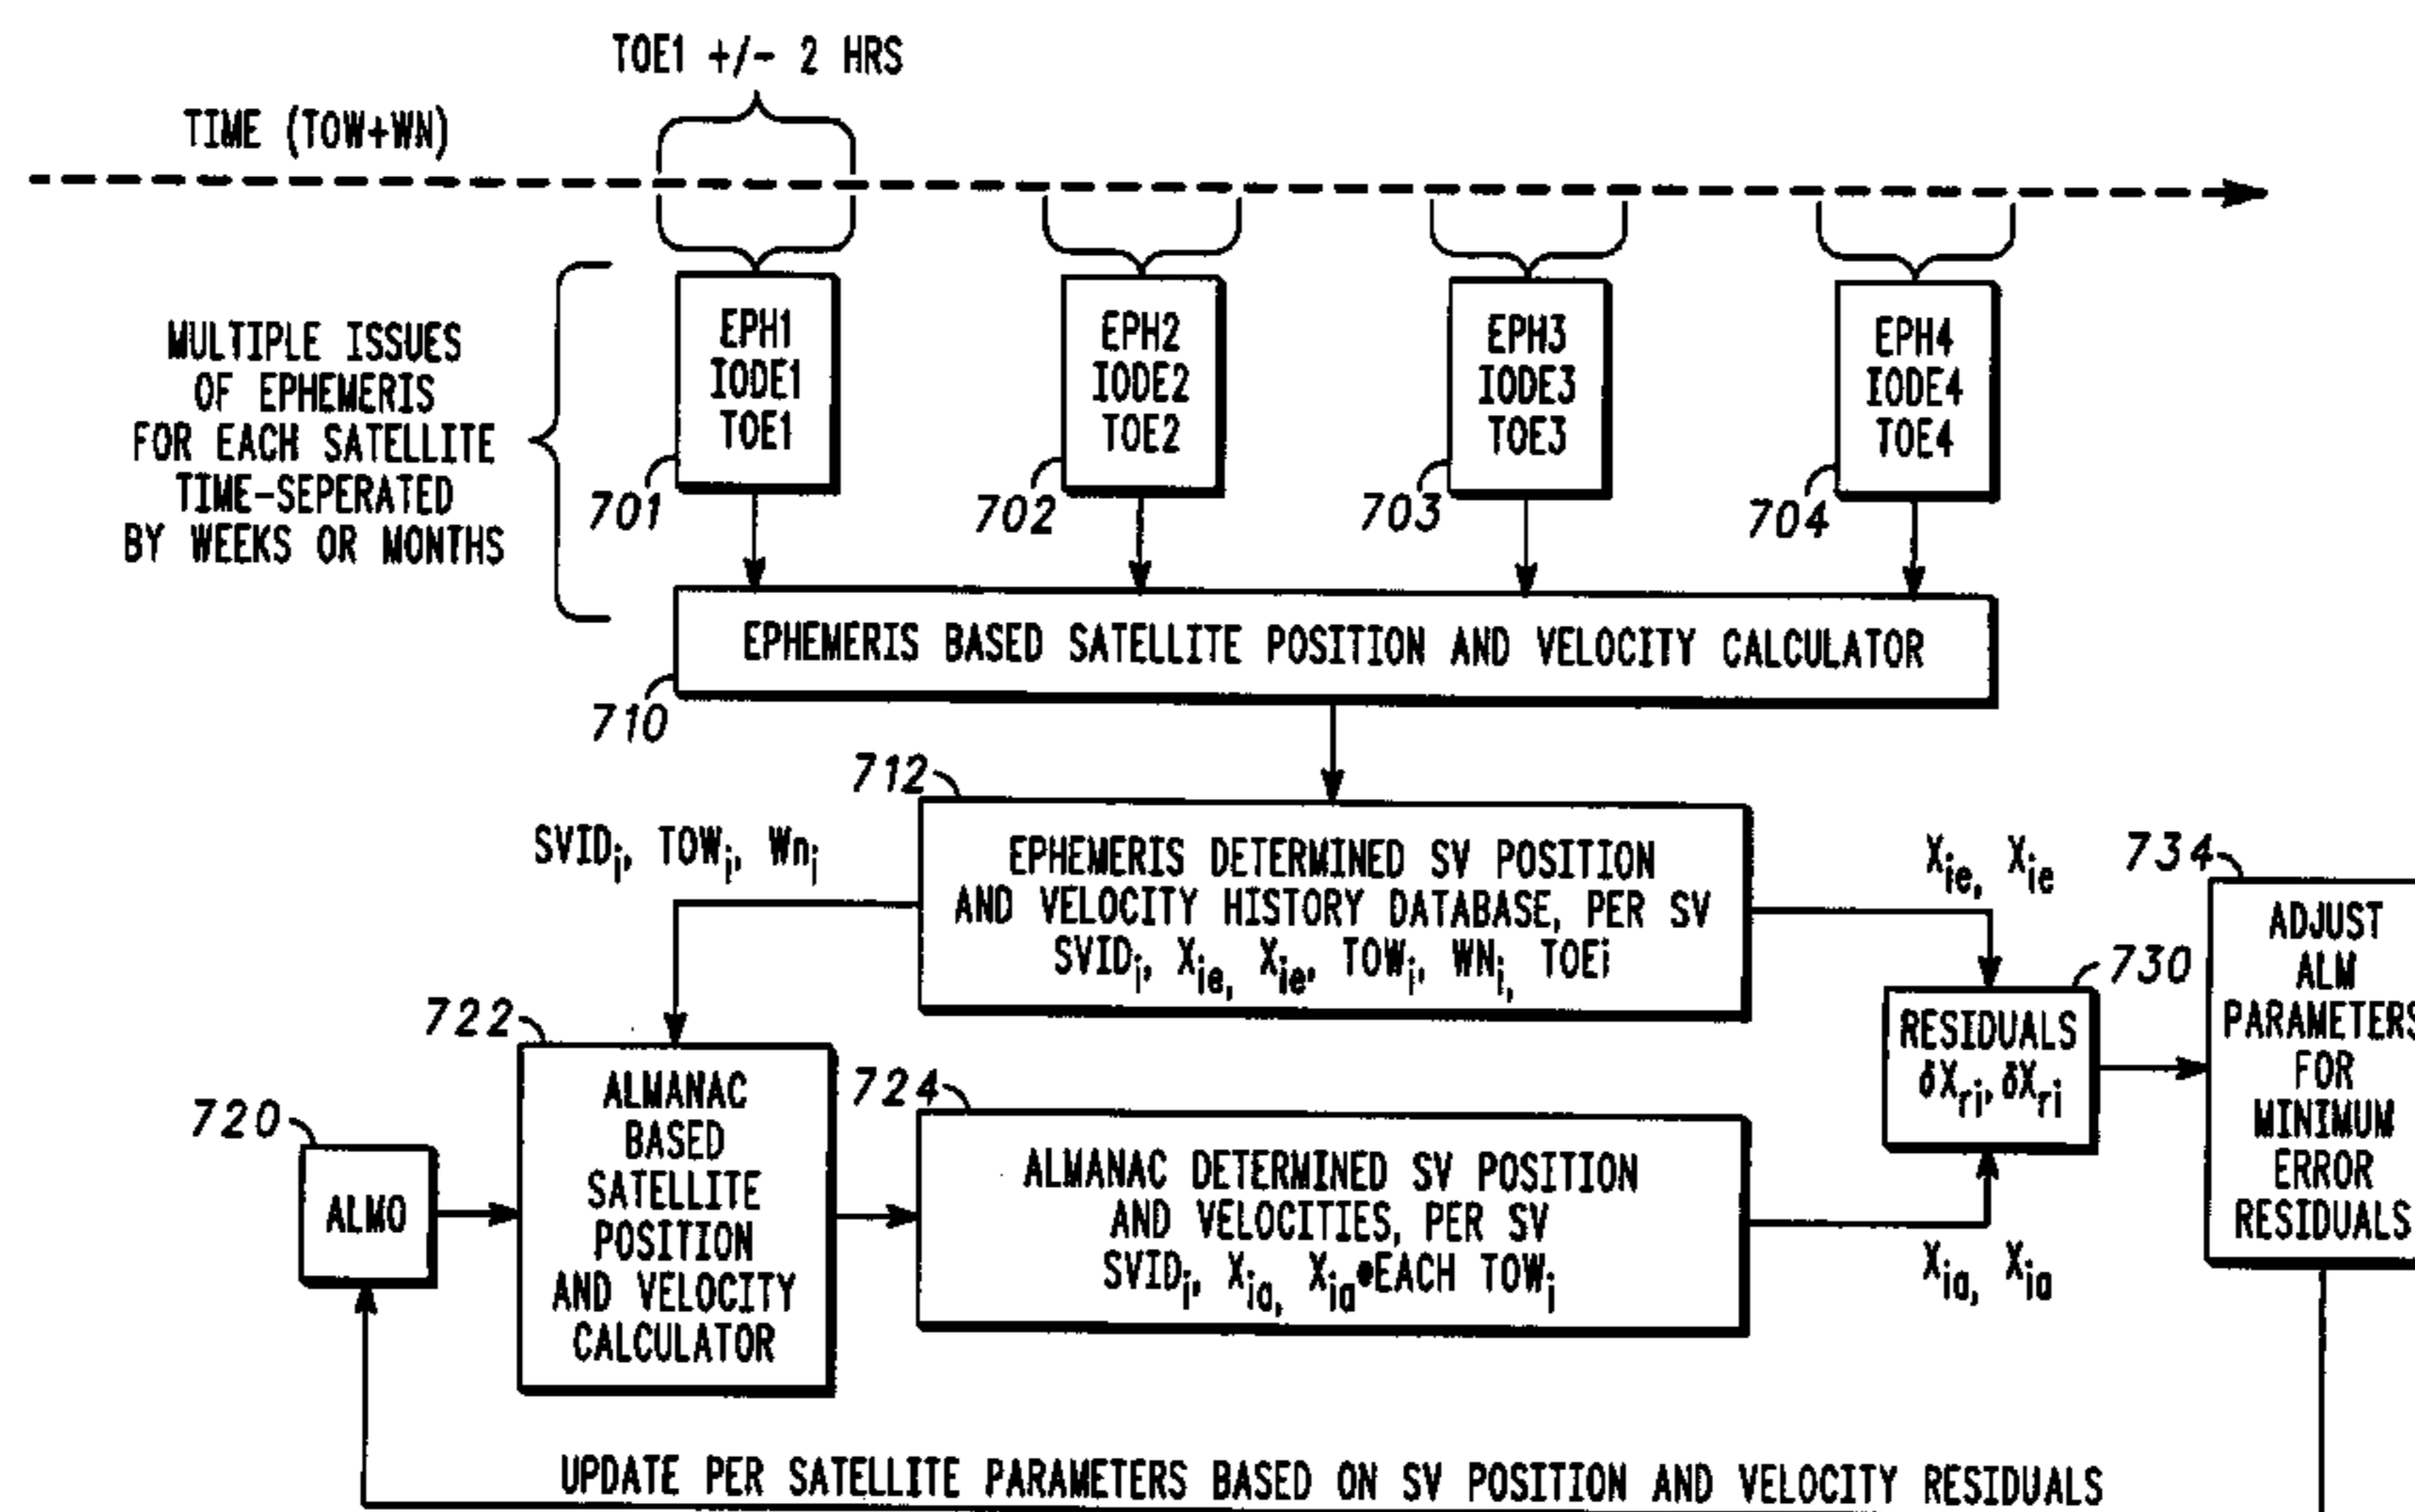 TOE1 +/- 2 HRS
TIME (TOW+WN)
MULTIPLE ISSUES
OF EPHEMERIS
FOR EACH SATELLITE
TIME-SEPERATED
BY WEEKS OR MONTHS
EPH1
IODE1
TOE1
701
EPH2
IODE2
TOE2
702
EPH3
IODE3
TOE3
703
EPH4
IODE4
TOE4
704
EPHEMERIS BASED SATELLITE POSITION AND VELOCITY CALCULATOR
710
712
SVIDi, TOWi, Wni
EPHEMERIS DETERMINED SV POSITION
AND VELOCITY HISTORY DATABASE, PER SV
SVIDi, Xie, Xie, TOWi, WNi, TOEi
Xie, Xie
734
ADJUST
ALM
PARAMETERS
FOR
MINIMUM
ERROR
RESIDUALS
730
RESIDUALS
δXri, δXri
722
ALMANAC
BASED
SATELLITE
POSITION
AND VELOCITY
CALCULATOR
720
ALMO
724
ALMANAC DETERMINED SV POSITION
AND VELOCITIES, PER SV
SVIDi, Xia, Xia@EACH TOWi
Xia, Xia
UPDATE PER SATELLITE PARAMETERS BASED ON SV POSITION AND VELOCITY RESIDUALS